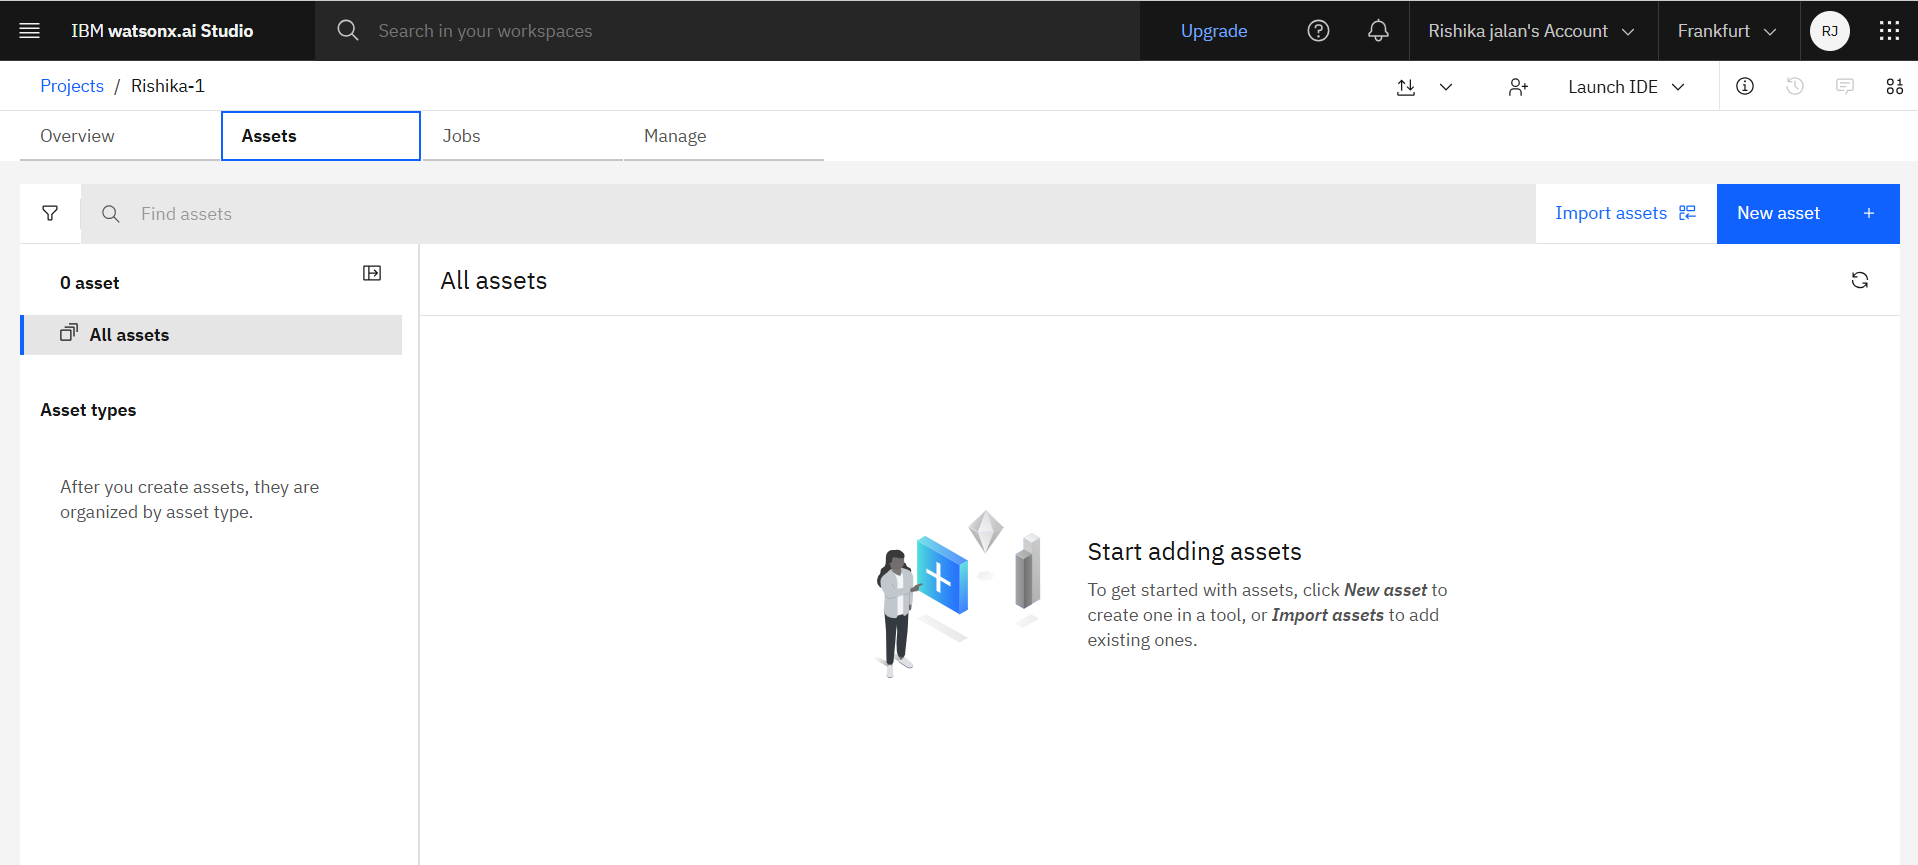 IBM watsonx.ai Studio
Search in your workspaces
Upgrade
Rishika jalan's Account
Frankfurt
RJ
Projects / Rishika-1
Launch IDE
Overview
Assets
Jobs
Manage
Find assets
Import assets
New asset +
0 asset
All assets
Asset types
After you create assets, they are
organized by asset type.
All assets
Start adding assets
To get started with assets, click New asset to
create one in a tool, or Import assets to add
existing ones.